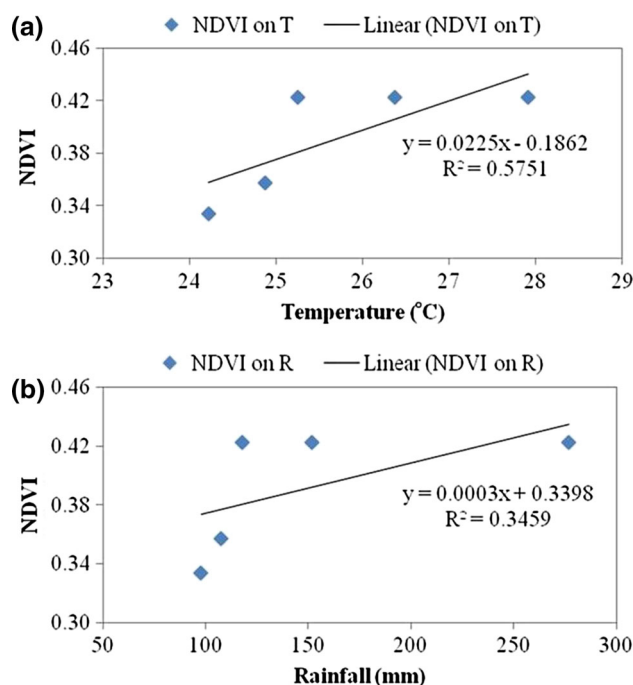 (a)
NDVI on T
Linear (NDVI on T)
0.46
0.42
0.38
0.34
0.30
NDVI
y = 0.0225x - 0.1862
R² = 0.5751
23 24 25 26 27 28 29
Temperature (°C)
(b)
NDVI on R
Linear (NDVI on R)
0.46
0.42
0.38
0.34
0.30
NDVI
y = 0.0003x + 0.3398
R² = 0.3459
50 100 150 200 250 300
Rainfall (mm)